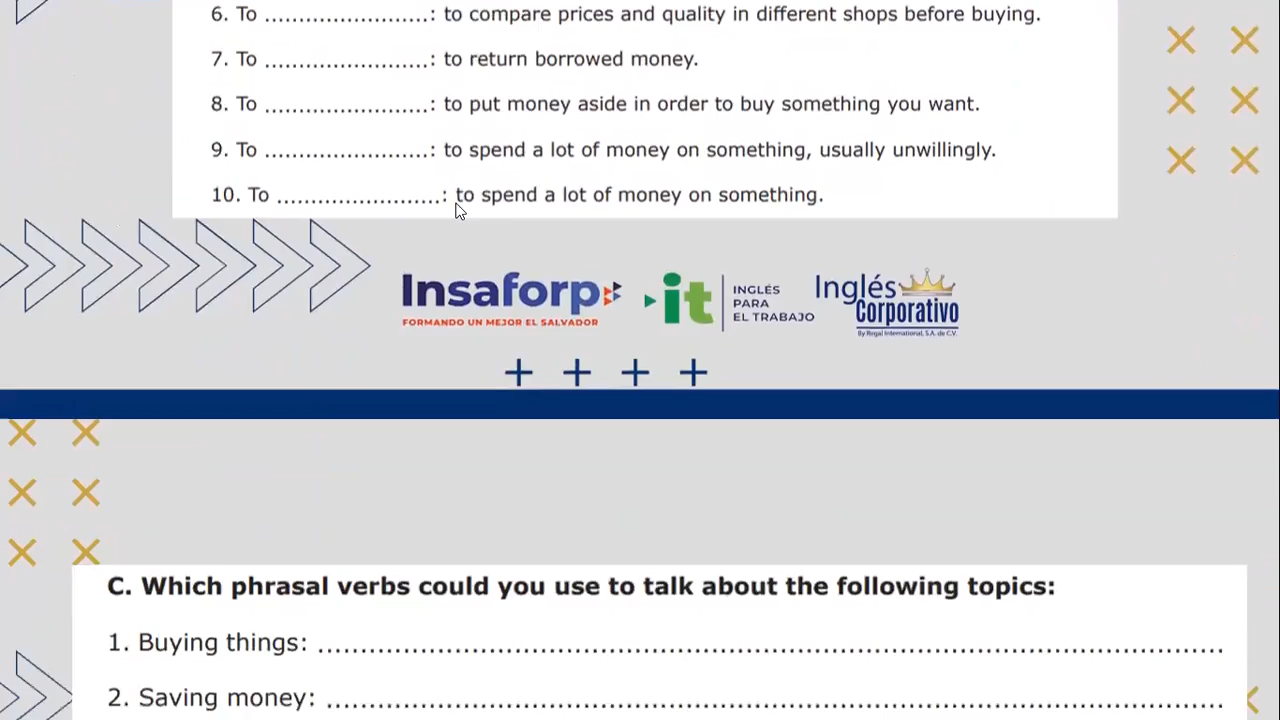 6. To ........................: to compare prices and quality in different shops before buying.
7. To ........................: to return borrowed money.
8. To ........................: to put money aside in order to buy something you want.
9. To ........................: to spend a lot of money on something, usually unwillingly.
10. To ........................: to spend a lot of money on something.
Insaforp
FORMANDO UN MEJOR EL SALVADOR
it
INGLÉS
PARA
EL TRABAJO
Inglés
Corporativo
By Regal International, S.A. de C.V.
C. Which phrasal verbs could you use to talk about the following topics:
1. Buying things: ....................................................................................................
2. Saving money: ....................................................................................................